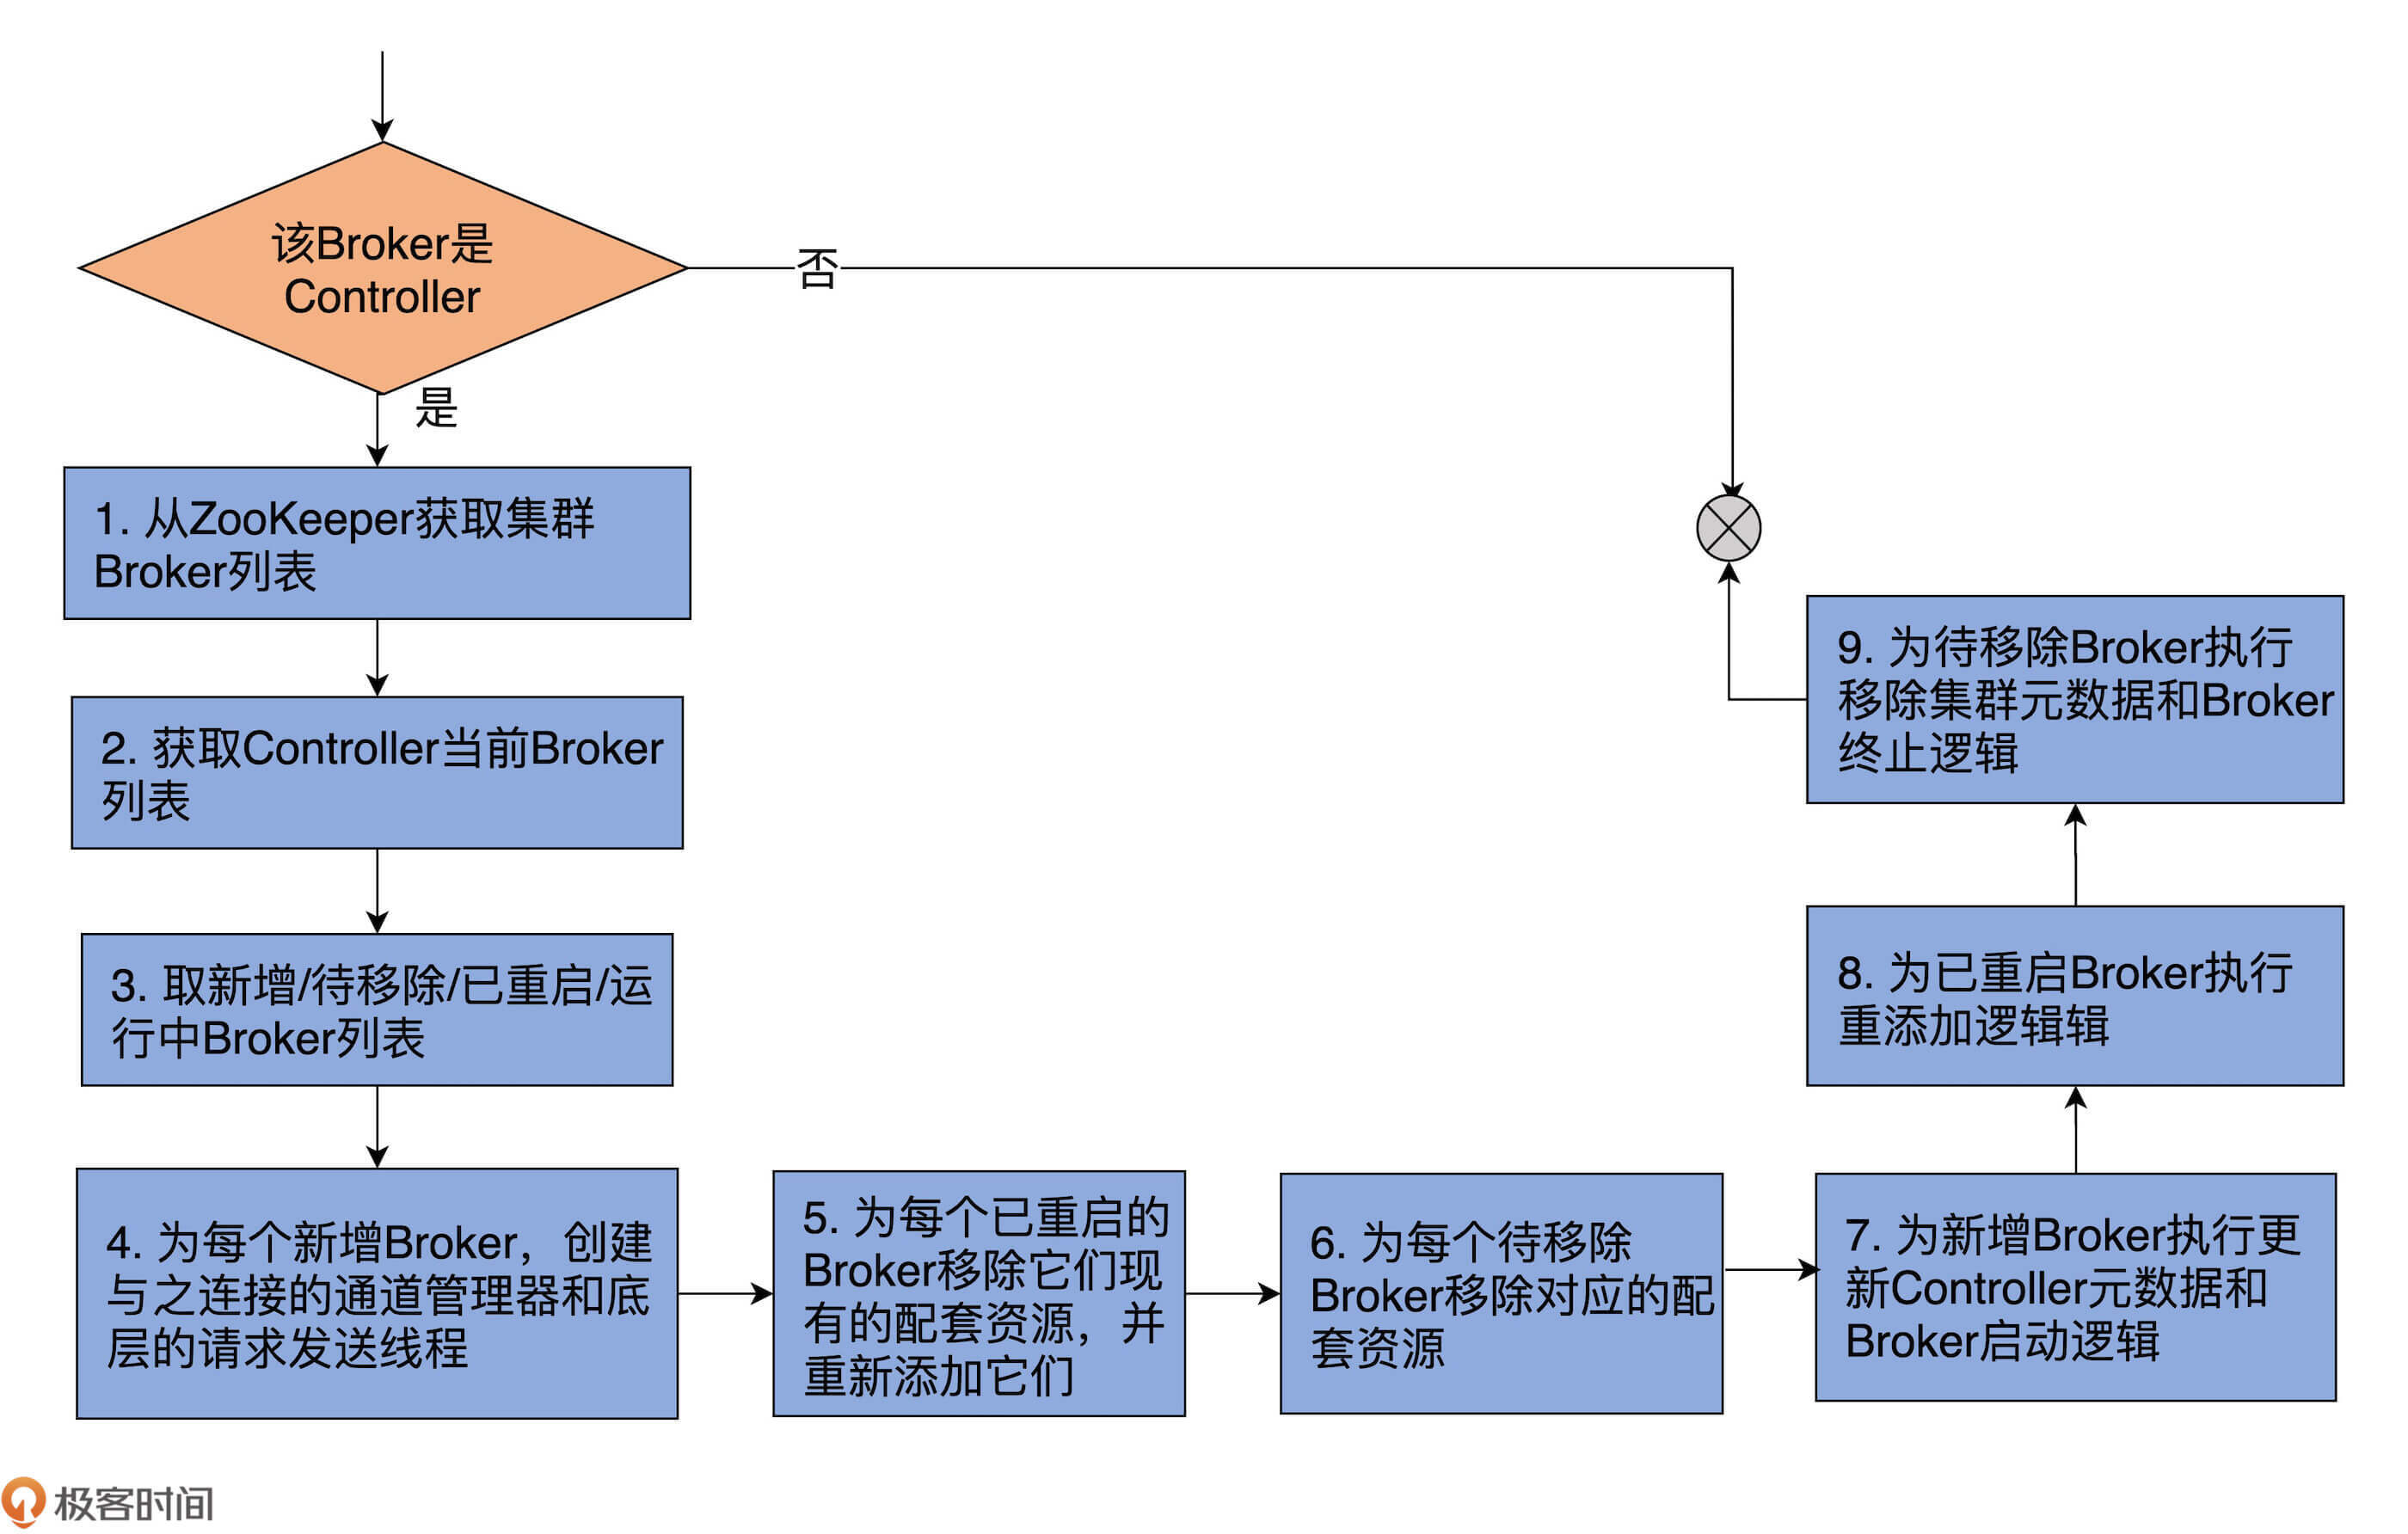 该Broker是
Controller
否
是
1. 从ZooKeeper获取集群
Broker列表
2. 获取Controller当前Broker
列表
3. 取新增/待移除/已重启/运
行中Broker列表
4. 为每个新增Broker，创建
与之连接的通道管理器和底
层的请求发送线程
5. 为每个已重启的
Broker移除它们现
有的配套资源，并
重新添加它们
6. 为每个待移除
Broker移除对应的配
套资源
7. 为新增Broker执行更
新Controller元数据和
Broker启动逻辑
8. 为已重启Broker执行
重添加逻辑辑
9. 为待移除Broker执行
移除集群元数据和Broker
终止逻辑
极客时间